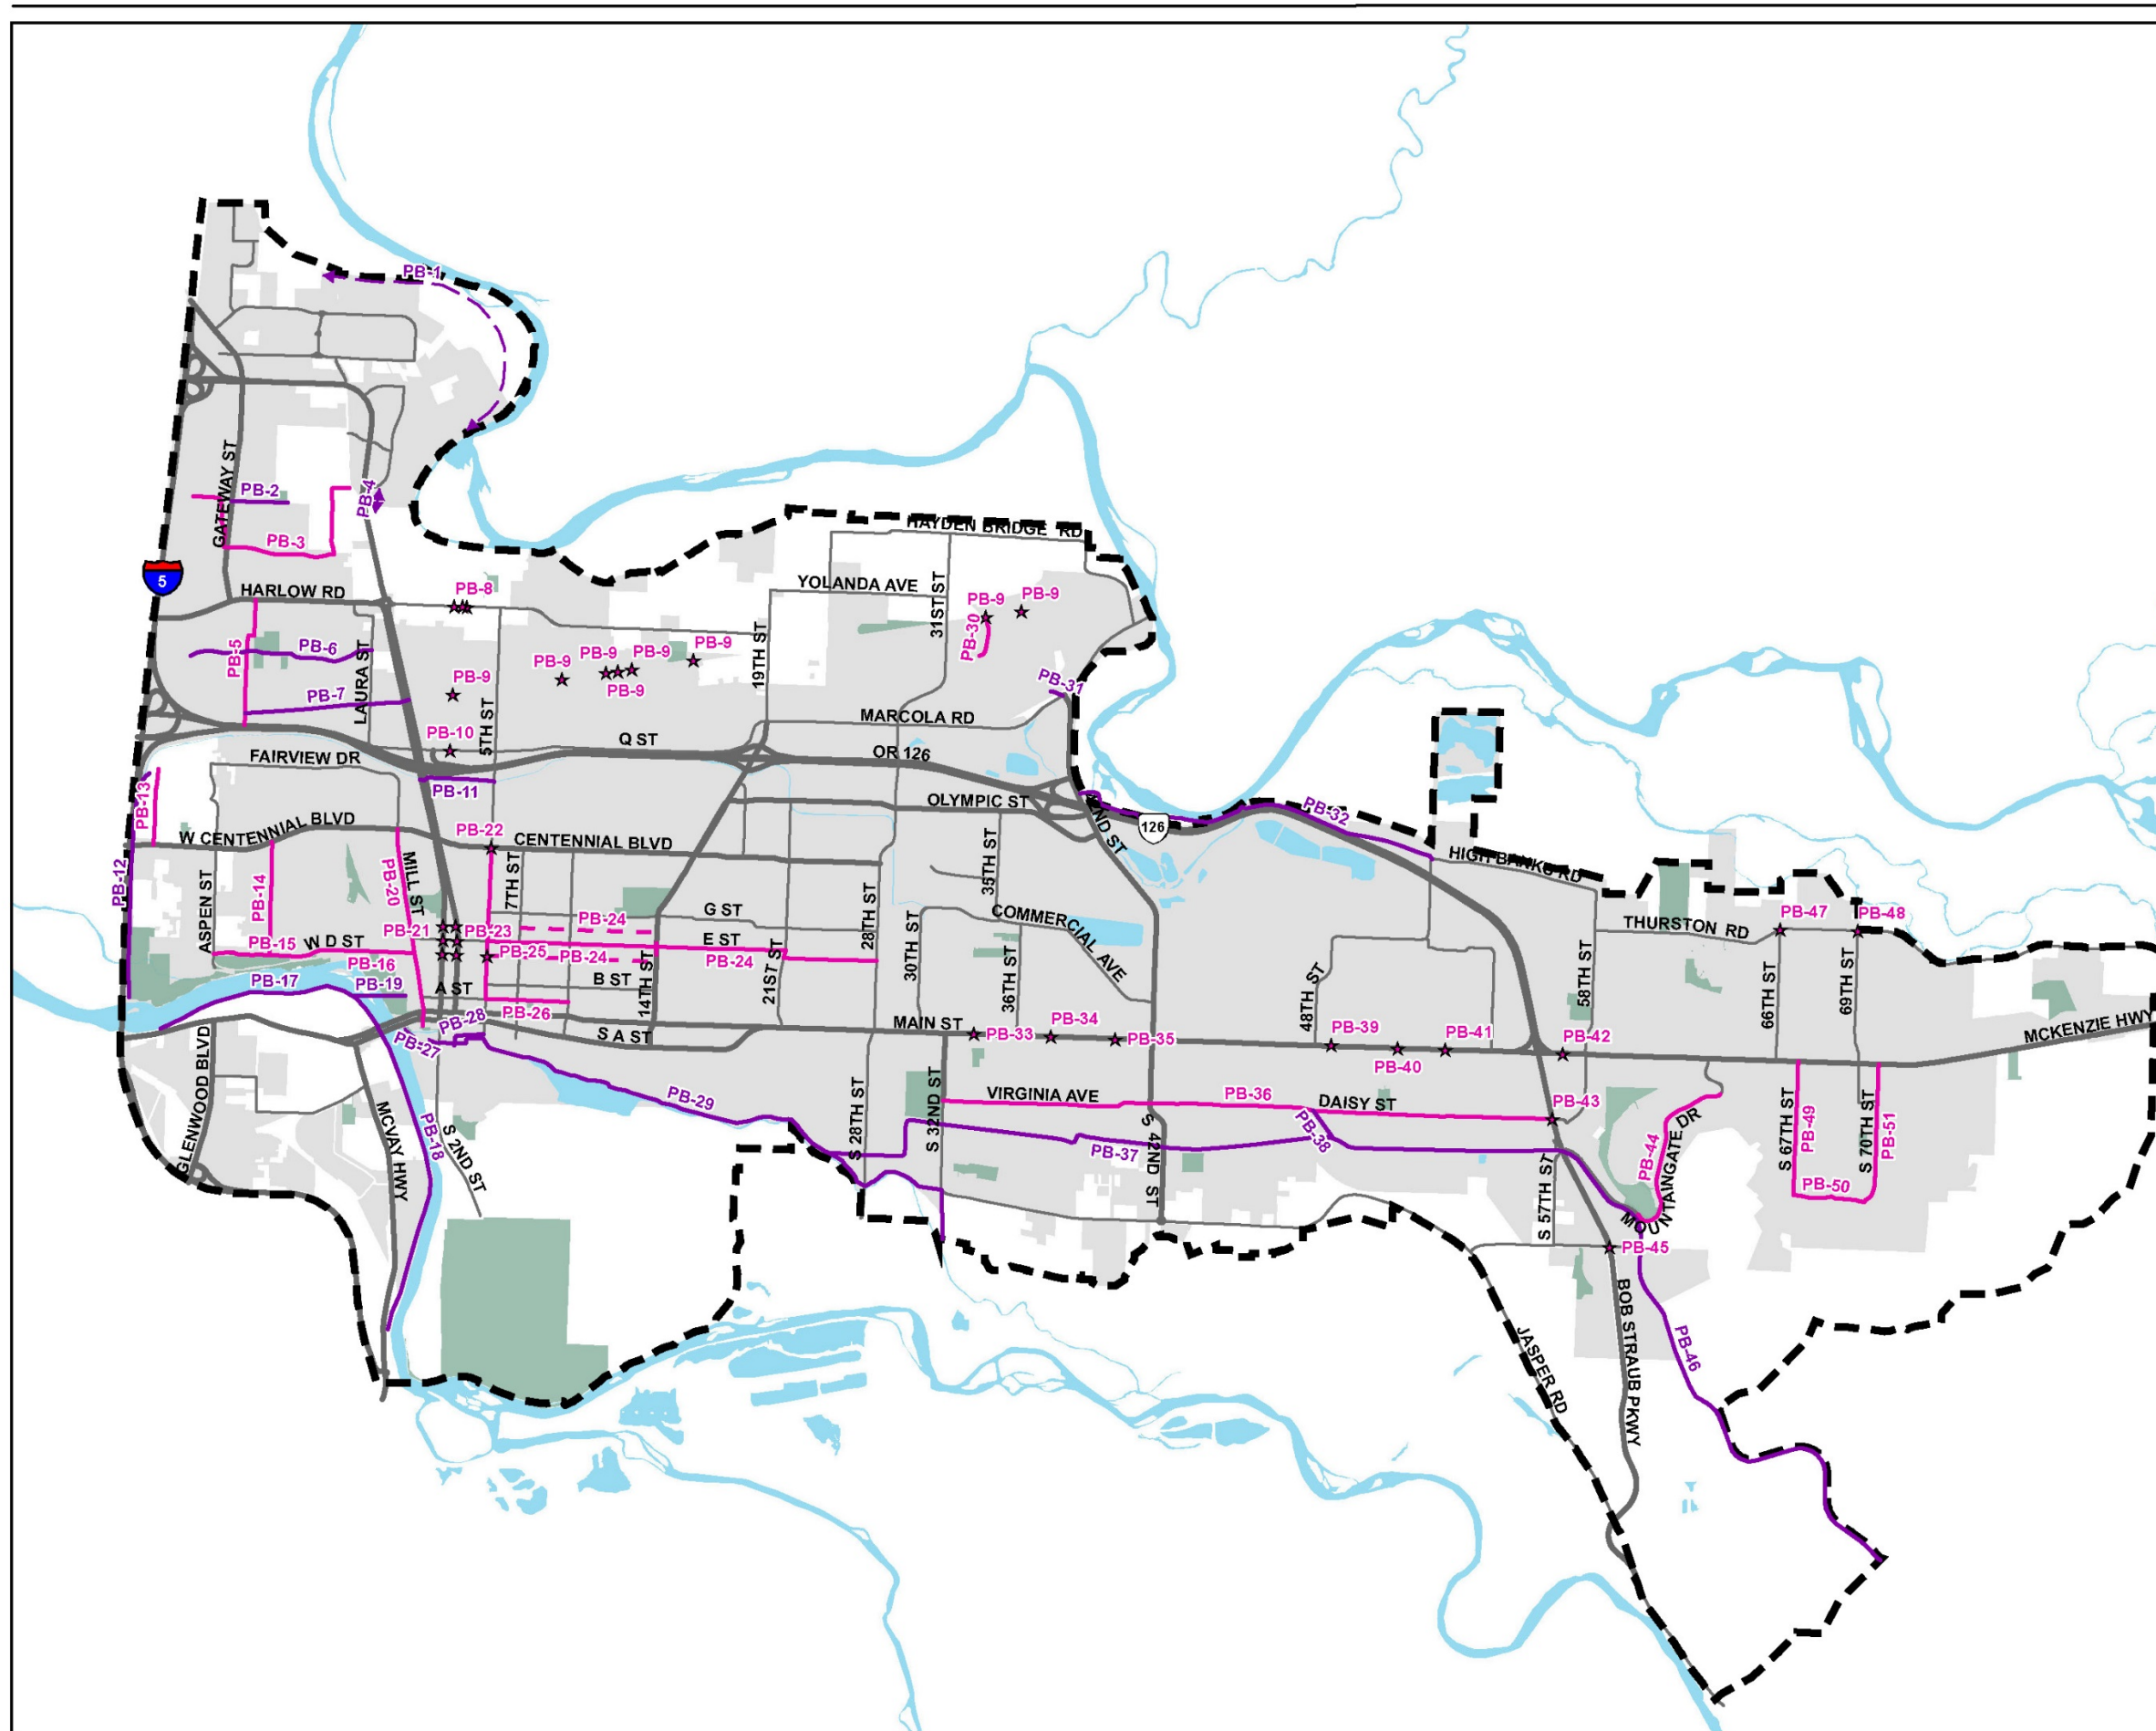 PB-1
GATEWAY ST
PB-2
PB-4
PB-3
HAYDEN BRIDGE RD
5
HARLOW RD
PB-8
YOLANDA AVE
31ST ST
PB-9
PB-9
PB-30
PB-5
PB-6
LAURA ST
PB-9
PB-9
PB-9
PB-9
PB-9
PB-9
19TH ST
PB-7
PB-31
5TH ST
MARCOLA RD
PB-10
Q ST
OR 126
FAIRVIEW DR
PB-11
PB-13
OLYMPIC ST
42ND ST
126
PB-32
W CENTENNIAL BLVD
PB-22
CENTENNIAL BLVD
HIGH BANKS RD
PB-12
ASPEN ST
PB-14
PB-20
MILL ST
7TH ST
28TH ST
35TH ST
G ST
PB-24
30TH ST
COMMERCIAL AVE
THURSTON RD
PB-47
PB-48
PB-15
W D ST
PB-21
PB-23
E ST
PB-25
PB-24
PB-24
14TH ST
21ST ST
36TH ST
48TH ST
58TH ST
66TH ST
69TH ST
PB-16
PB-17
PB-19
A ST
B ST
PB-26
MCKENZIE HWY
PB-28
PB-27
S A ST
MAIN ST
PB-33
PB-34
PB-35
PB-39
PB-40
PB-41
PB-42
GLENWOOD BLVD
MCVAY HWY
PB-18
S 2ND ST
PB-29
S 28TH ST
S 32ND ST
VIRGINIA AVE
PB-36
DAISY ST
PB-43
PB-38
PB-37
S 42ND ST
S 57TH ST
PB-44
MOUNTAINGATE DR
S 67TH ST
PB-49
S 70TH ST
PB-51
PB-50
PB-45
BOB STRAUB PKWY
PB-46
JASPER RD